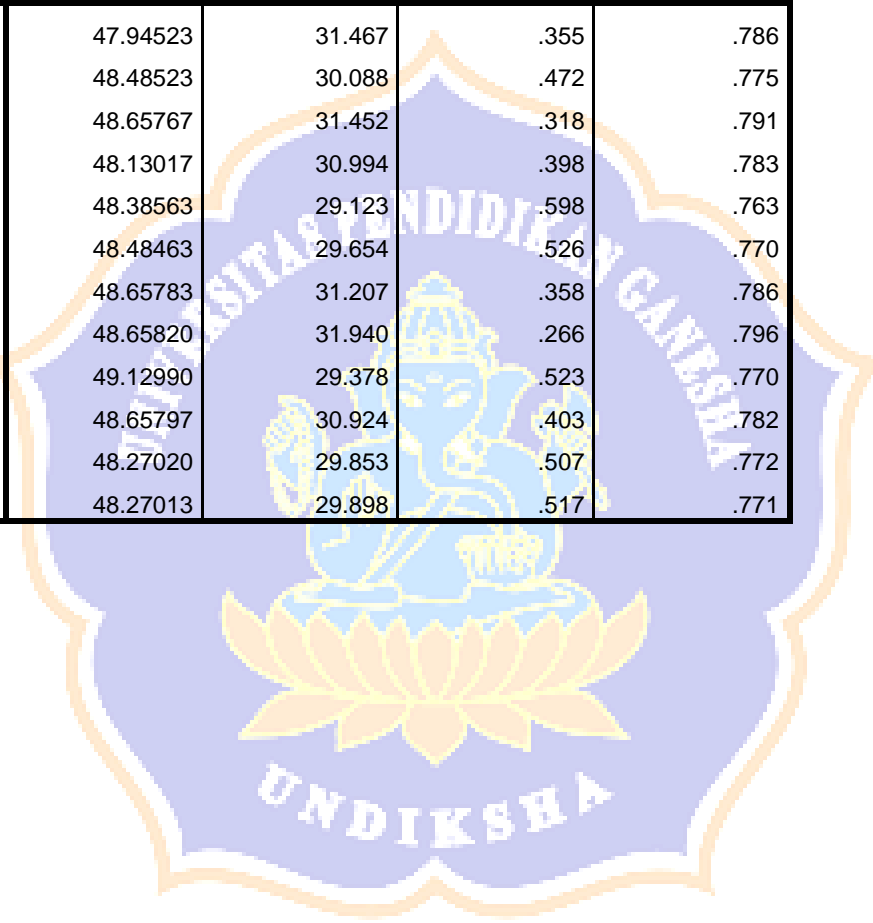 47.94523 31.467 .355 .786
48.48523 30.088 .472 .775
48.65767 31.452 .318 .791
48.13017 30.994 .398 .783
48.38563 29.123 .598 .763
48.48463 29.654 .526 .770
48.65783 31.207 .358 .786
48.65820 31.940 .266 .796
49.12990 29.378 .523 .770
48.65797 30.924 .403 .782
48.27020 29.853 .507 .772
48.27013 29.898 .517 .771
UNIVERSITAS PENDIDIKAN GANESHA
UNDIKSHA